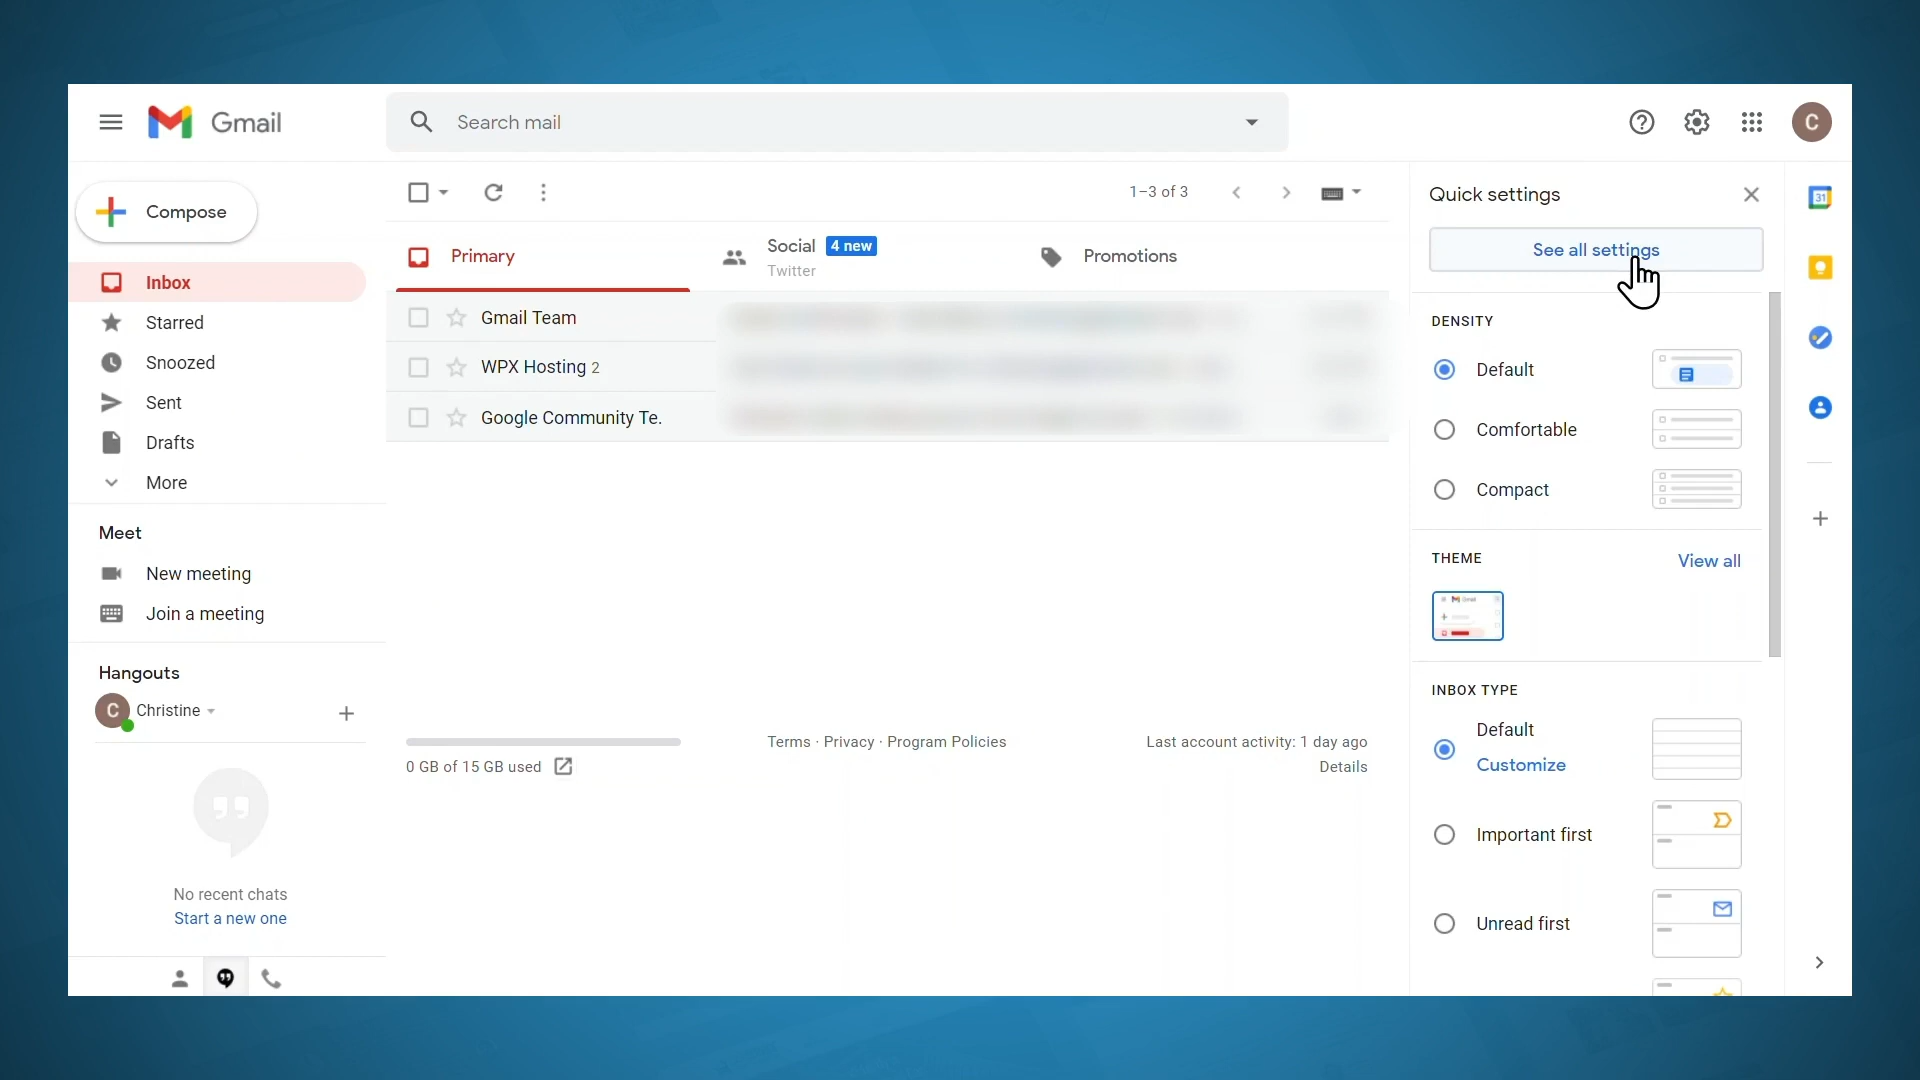 Gmail
Search mail
C
Compose
1–3 of 3
Quick settings
See all settings
31
Inbox
Starred
Snoozed
Sent
Drafts
More
Primary
Social 4 new
Twitter
Promotions
Gmail Team
WPX Hosting 2
Google Community Te.
DENSITY
Default
Comfortable
Compact
THEME
View all
Gmail
INBOX TYPE
Default
Customize
Important first
Unread first
Meet
New meeting
Join a meeting
Hangouts
C Christine
No recent chats
Start a new one
0 GB of 15 GB used
Terms · Privacy · Program Policies
Last account activity: 1 day ago
Details